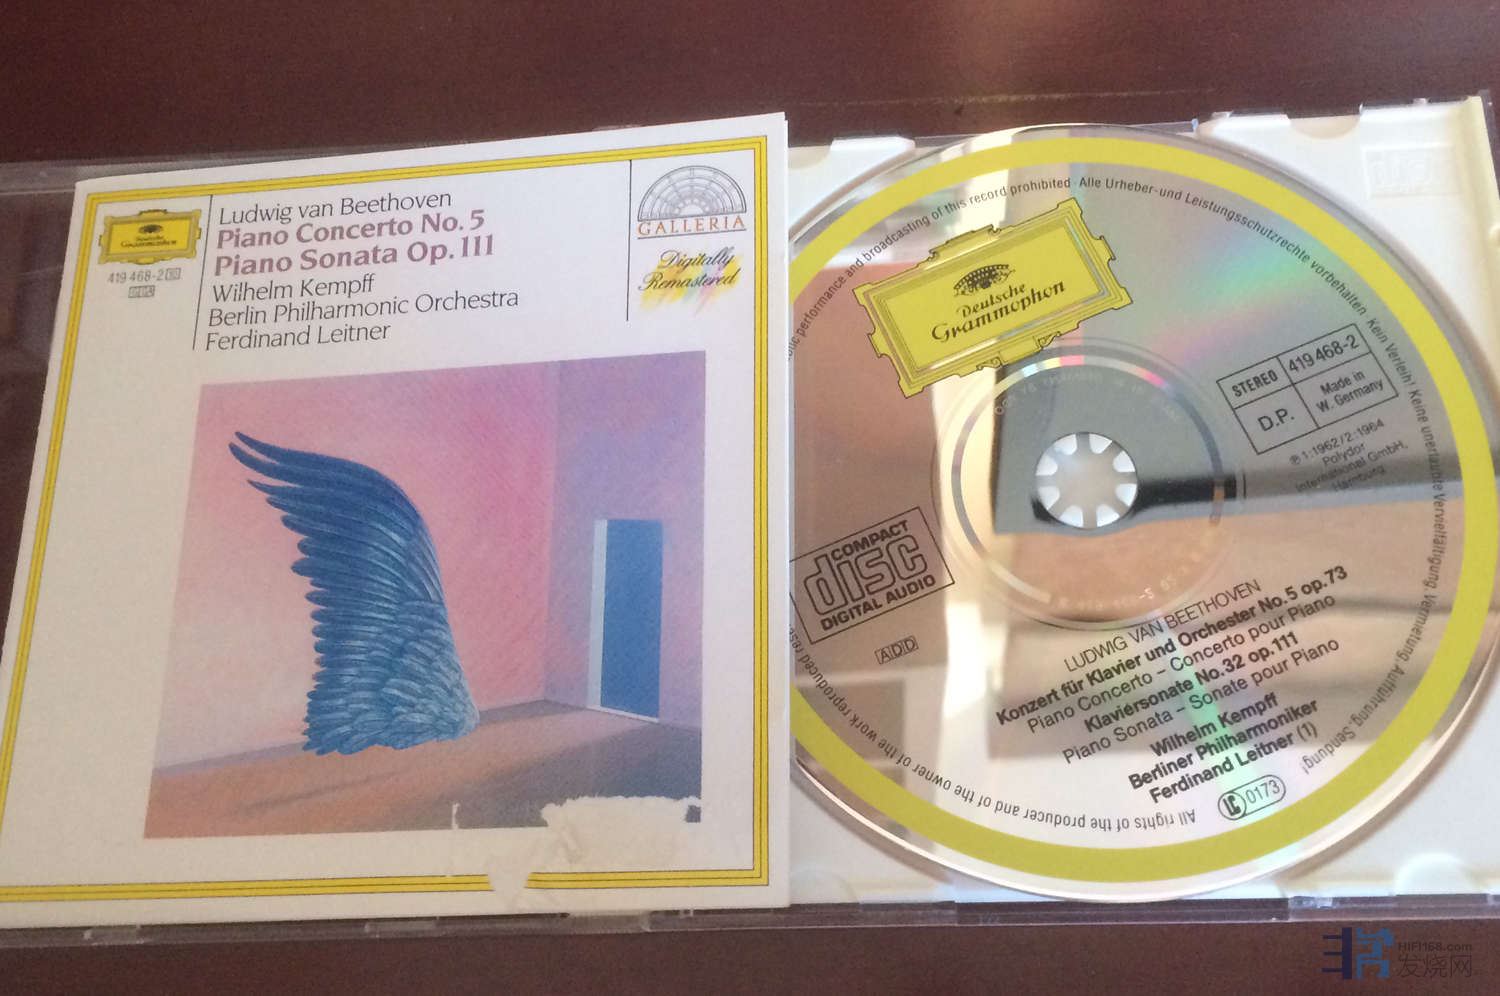 Deutsche
Grammophon
419 468-2
Ludwig van Beethoven
Piano Concerto No. 5
Piano Sonata Op. 111
Wilhelm Kempff
Berlin Philharmonic Orchestra
Ferdinand Leitner
GALLERIA
Digitally
Remastered
performance and broadcasting of this record prohibited · Alle Urheber- und Leistungsschutzrechte vorbehalten · Kein Verleih! Keine unerlaubte Vervielfältigung, Vermietung, Aufführung, Sendung!
Deutsche
Grammophon
STEREO 419 468-2
D.P. Made in
W. Germany
℗ 1:1962/2:1964
Polydor
International GmbH,
Hamburg
COMPACT
disc
DIGITAL AUDIO
ADD
LUDWIG VAN BEETHOVEN
Konzert für Klavier und Orchester No. 5 op. 73
Piano Concerto – Concerto pour Piano
Klaviersonate No. 32 op. 111
Piano Sonata – Sonate pour Piano
Wilhelm Kempff
Berliner Philharmoniker
Ferdinand Leitner (1)
LC 0173
All rights of the producer and of the owner of the work reproduced
HIFI168.com
发烧网